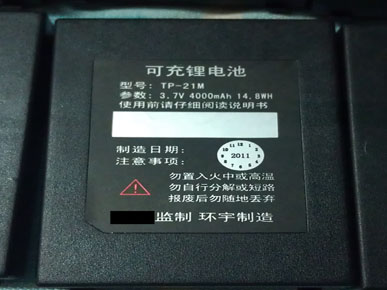 可充锂电池
型号: TP-21M
参数: 3.7V 4000mAh 14.8WH
使用前请仔细阅读说明书
制造日期:
2011
注意事项:
勿置入火中或高温
勿自行分解或短路
报废后勿随地丢弃
监制 环宇制造